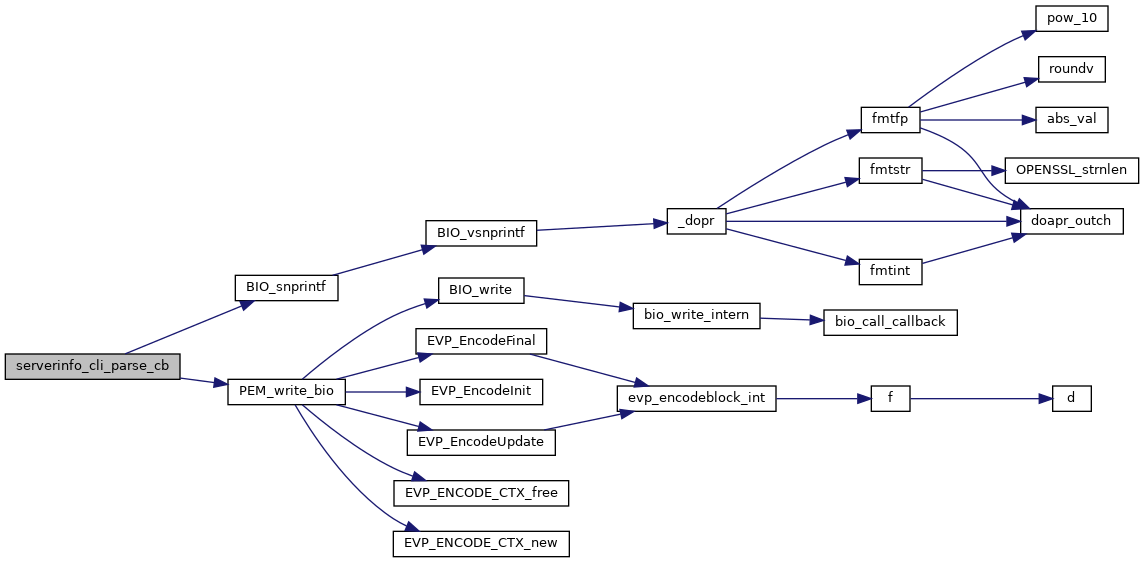 pow_10
roundv
fmtfp
abs_val
fmtstr
OPENSSL_strnlen
BIO_vsnprintf
_dopr
doapr_outch
fmtint
BIO_snprintf
BIO_write
bio_write_intern
bio_call_callback
EVP_EncodeFinal
serverinfo_cli_parse_cb
PEM_write_bio
EVP_EncodeInit
evp_encodeblock_int
f
d
EVP_EncodeUpdate
EVP_ENCODE_CTX_free
EVP_ENCODE_CTX_new